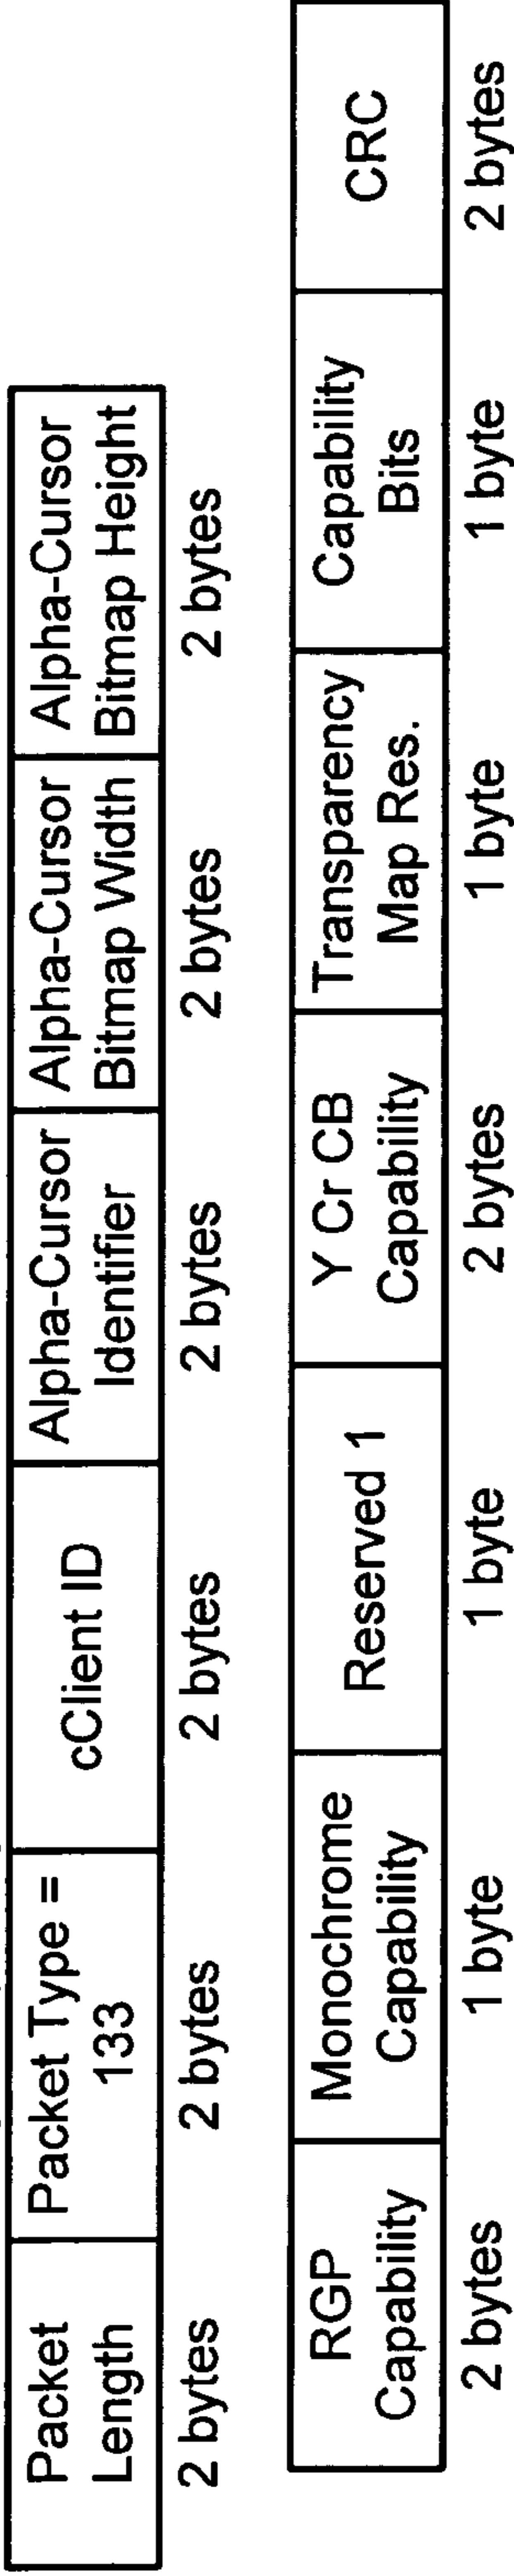 Packet
Length
2 bytes
Packet Type =
133
2 bytes
cClient ID
2 bytes
Alpha-Cursor
Identifier
2 bytes
Alpha-Cursor
Bitmap Width
2 bytes
Alpha-Cursor
Bitmap Height
2 bytes
RGP
Capability
2 bytes
Monochrome
Capability
1 byte
Reserved 1
1 byte
Y Cr CB
Capability
2 bytes
Transparency
Map Res.
1 byte
Capability
Bits
1 byte
CRC
2 bytes